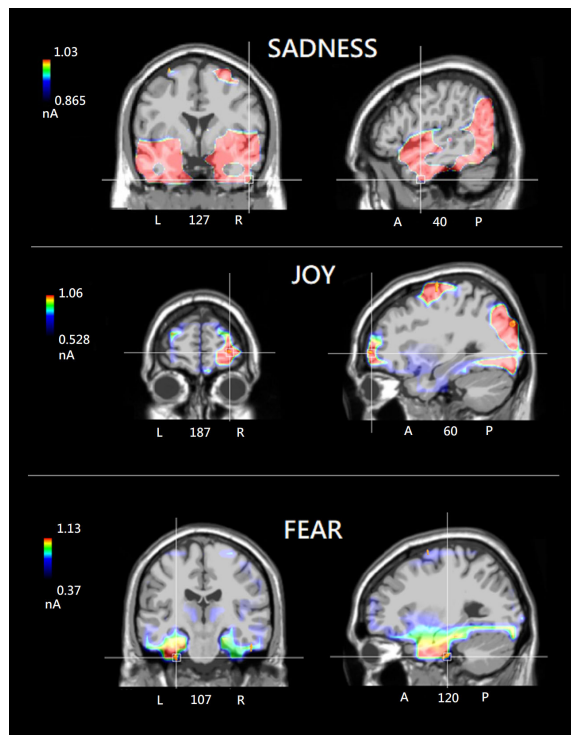 SADNESS
1.03
0.865
nA
L 127 R
A 40 P
JOY
1.06
0.528
nA
L 187 R
A 60 P
FEAR
1.13
0.37
nA
L 107 R
A 120 P